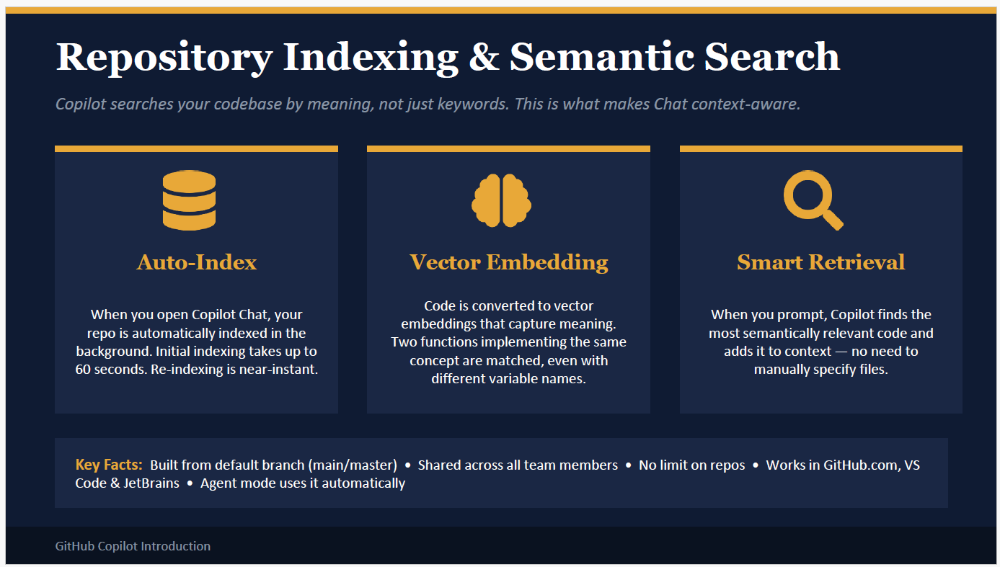 Repository Indexing & Semantic Search
Copilot searches your codebase by meaning, not just keywords. This is what makes Chat context-aware.
Auto-Index
When you open Copilot Chat, your
repo is automatically indexed in the
background. Initial indexing takes up to
60 seconds. Re-indexing is near-instant.
Vector Embedding
Code is converted to vector
embeddings that capture meaning.
Two functions implementing the same
concept are matched, even with
different variable names.
Smart Retrieval
When you prompt, Copilot finds the
most semantically relevant code and
adds it to context — no need to
manually specify files.
Key Facts: Built from default branch (main/master) • Shared across all team members • No limit on repos • Works in GitHub.com, VS
Code & JetBrains • Agent mode uses it automatically
GitHub Copilot Introduction